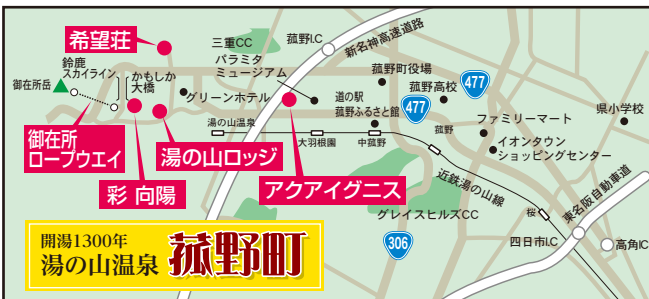 希望荘
三重CC
菰野I.C
新名神高速道路
鈴鹿
スカイライン
かもしか
大橋
パラミタ
ミュージアム
御在所岳
グリーンホテル
道の駅
菰野ふるさと館
菰野町役場
菰野高校
477
477
県小学校
ファミリーマート
イオンタウン
ショッピングセンター
御在所
ロープウエイ
彩 向陽
湯の山ロッジ
アクアイグニス
湯の山温泉
大羽根園
中菰野
菰野
近鉄湯の山線
桜
東名阪自動車道
グレイスヒルズCC
306
四日市I.C
高角IC
開湯1300年
湯の山温泉
菰野町